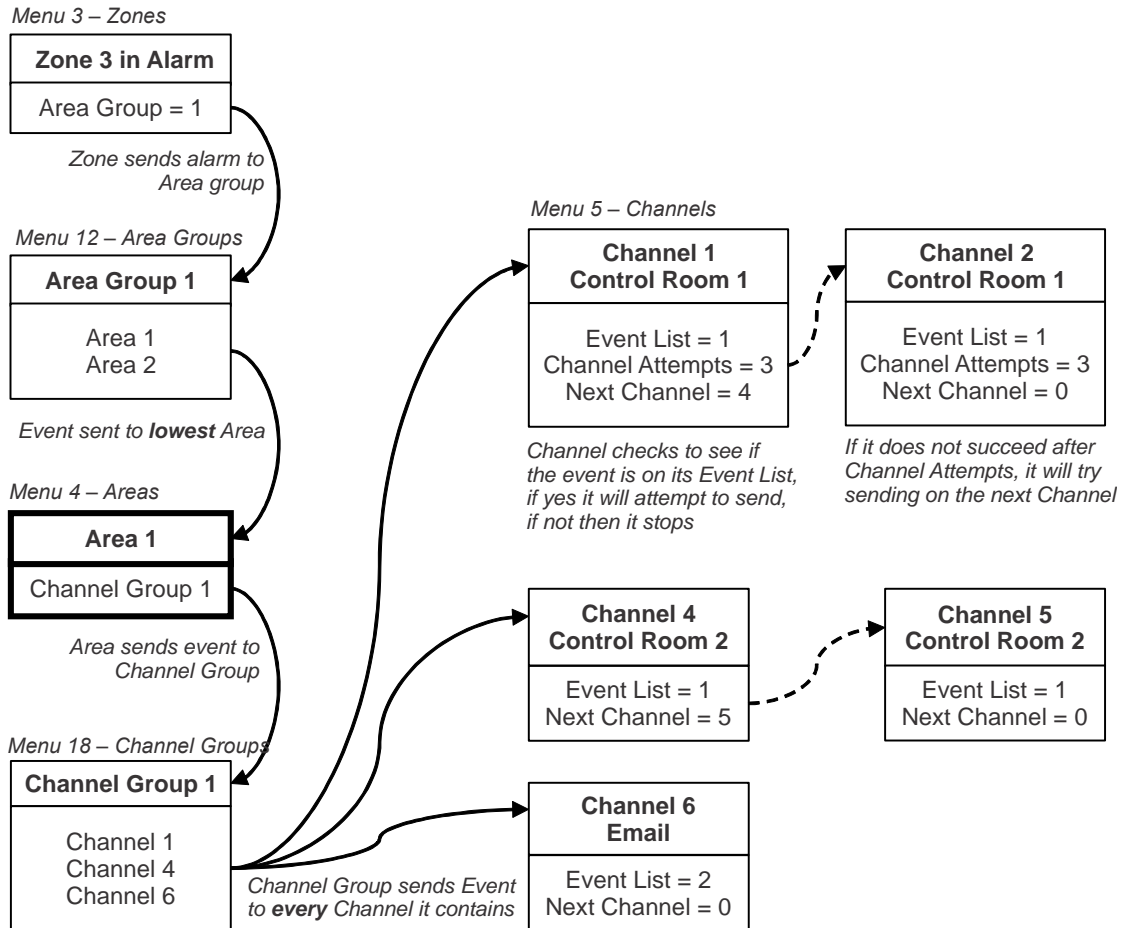 Menu 3 – Zones
Zone 3 in Alarm
Area Group = 1
Zone sends alarm to
Area group
Menu 12 – Area Groups
Area Group 1
Area 1
Area 2
Event sent to lowest Area
Menu 4 – Areas
Area 1
Channel Group 1
Area sends event to
Channel Group
Menu 18 – Channel Groups
Channel Group 1
Channel 1
Channel 4
Channel 6
Channel Group sends Event
to every Channel it contains
Menu 5 – Channels
Channel 1
Control Room 1
Event List = 1
Channel Attempts = 3
Next Channel = 4
Channel checks to see if
the event is on its Event List,
if yes it will attempt to send,
if not then it stops
Channel 2
Control Room 1
Event List = 1
Channel Attempts = 3
Next Channel = 0
If it does not succeed after
Channel Attempts, it will try
sending on the next Channel
Channel 4
Control Room 2
Event List = 1
Next Channel = 5
Channel 5
Control Room 2
Event List = 1
Next Channel = 0
Channel 6
Email
Event List = 2
Next Channel = 0